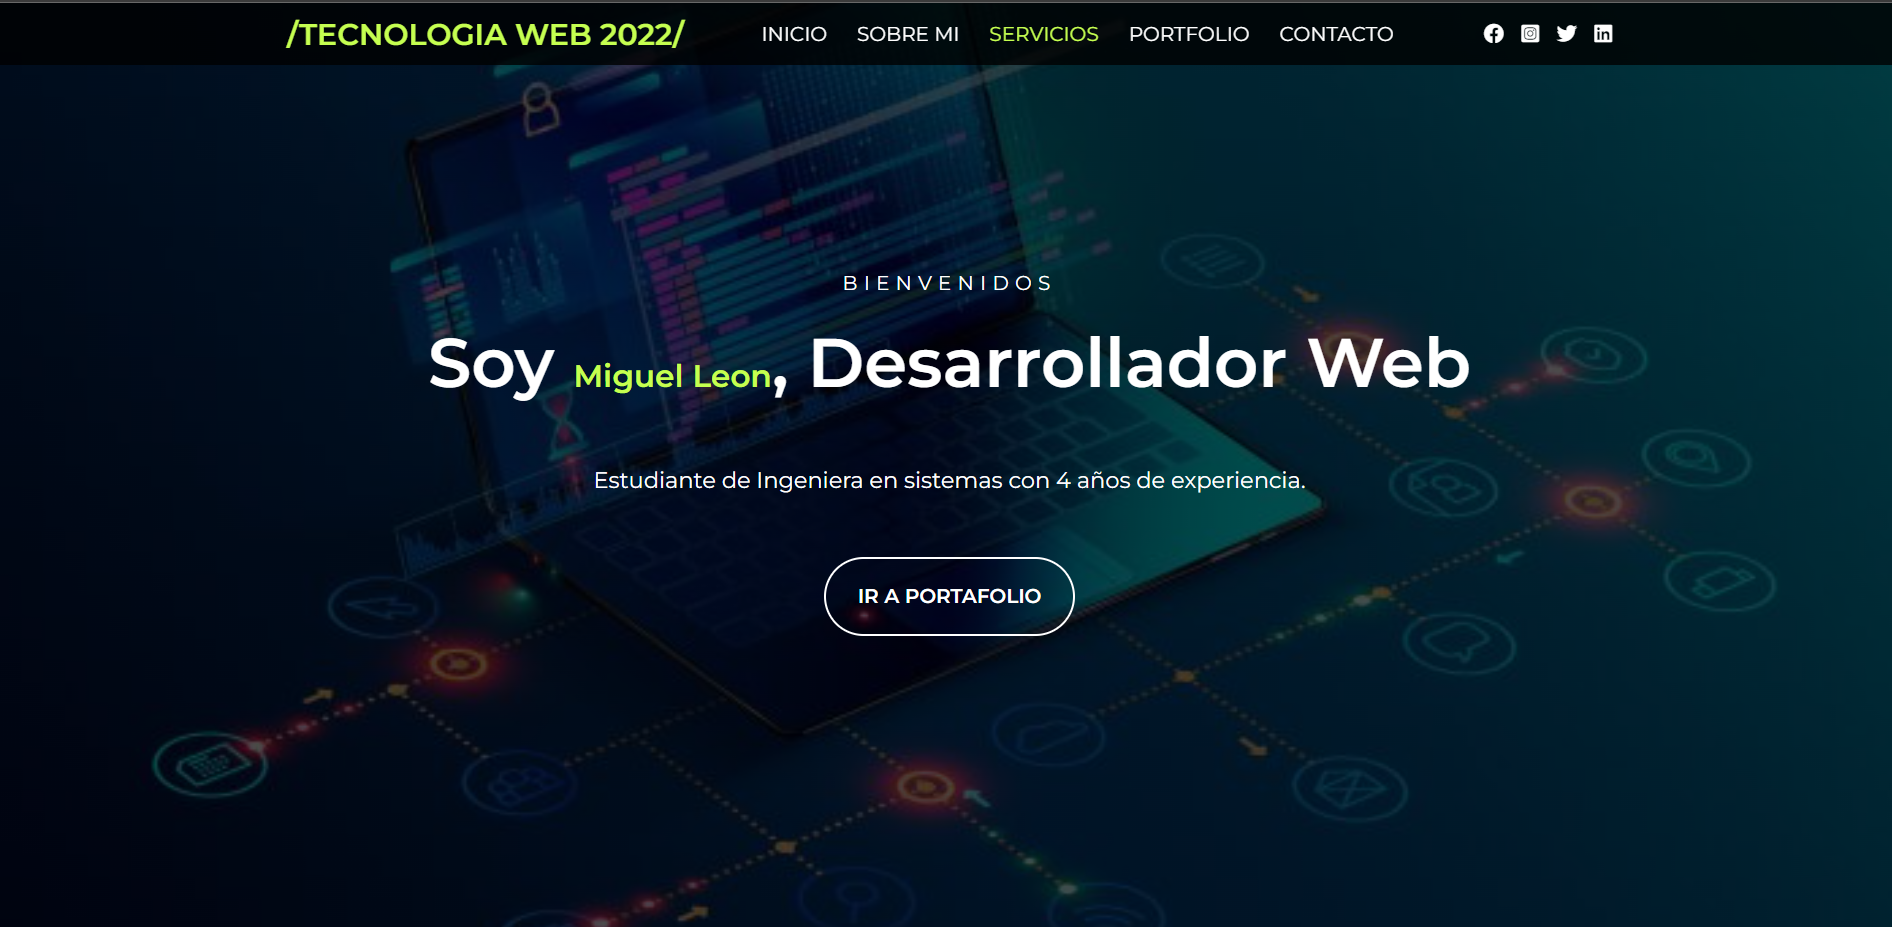 /TECNOLOGIA WEB 2022/ INICIO SOBRE MI SERVICIOS PORTFOLIO CONTACTO
BIENVENIDOS
Soy Miguel Leon, Desarrollador Web
Estudiante de Ingeniera en sistemas con 4 años de experiencia.
IR A PORTAFOLIO